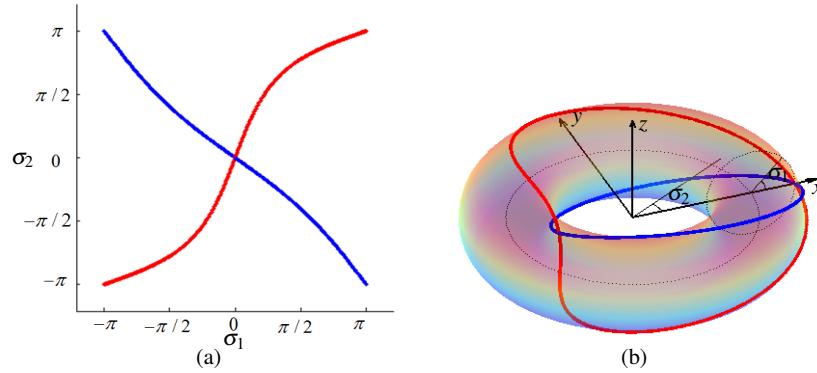 π
π / 2
σ₂ 0
−π / 2
−π
−π −π / 2 0 π / 2 π
σ₁
(a)
y
z
x
σ₁
σ₂
(b)